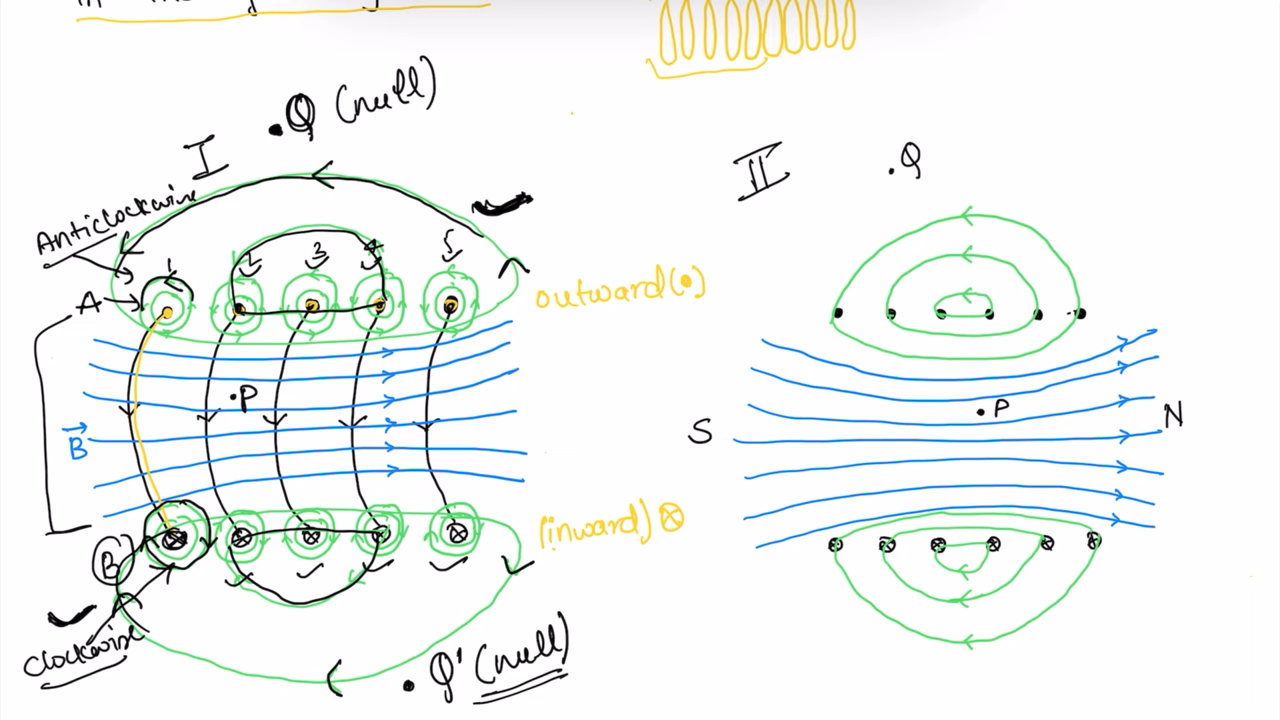 I
. Q (null)
Anticlockwise
1 2 3 4 5
A
outward(•)
.P
B
(B)
(inward) ⊗
clockwise
. Q' (null)
II
. Q
S
. P
N